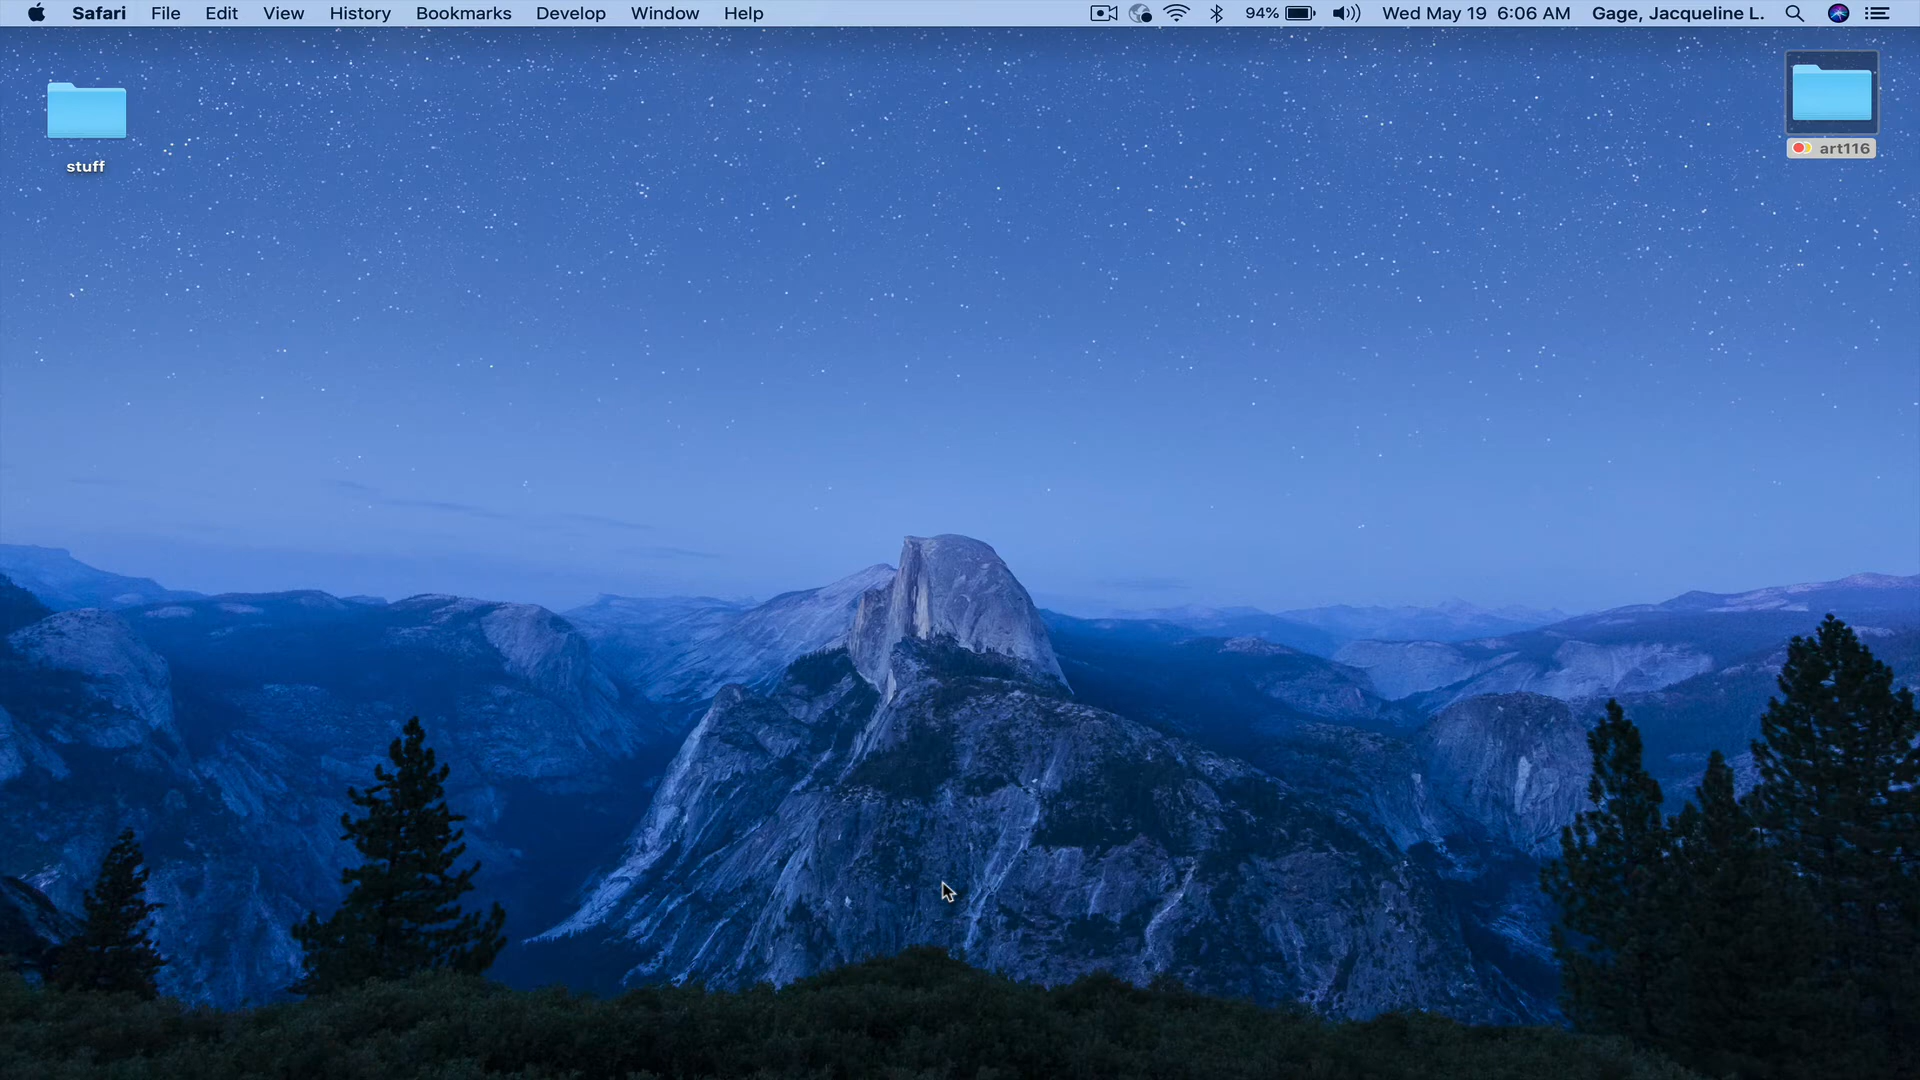 Safari File Edit View History Bookmarks Develop Window Help 94% Wed May 19 6:06 AM Gage, Jacqueline L.
stuff
art116